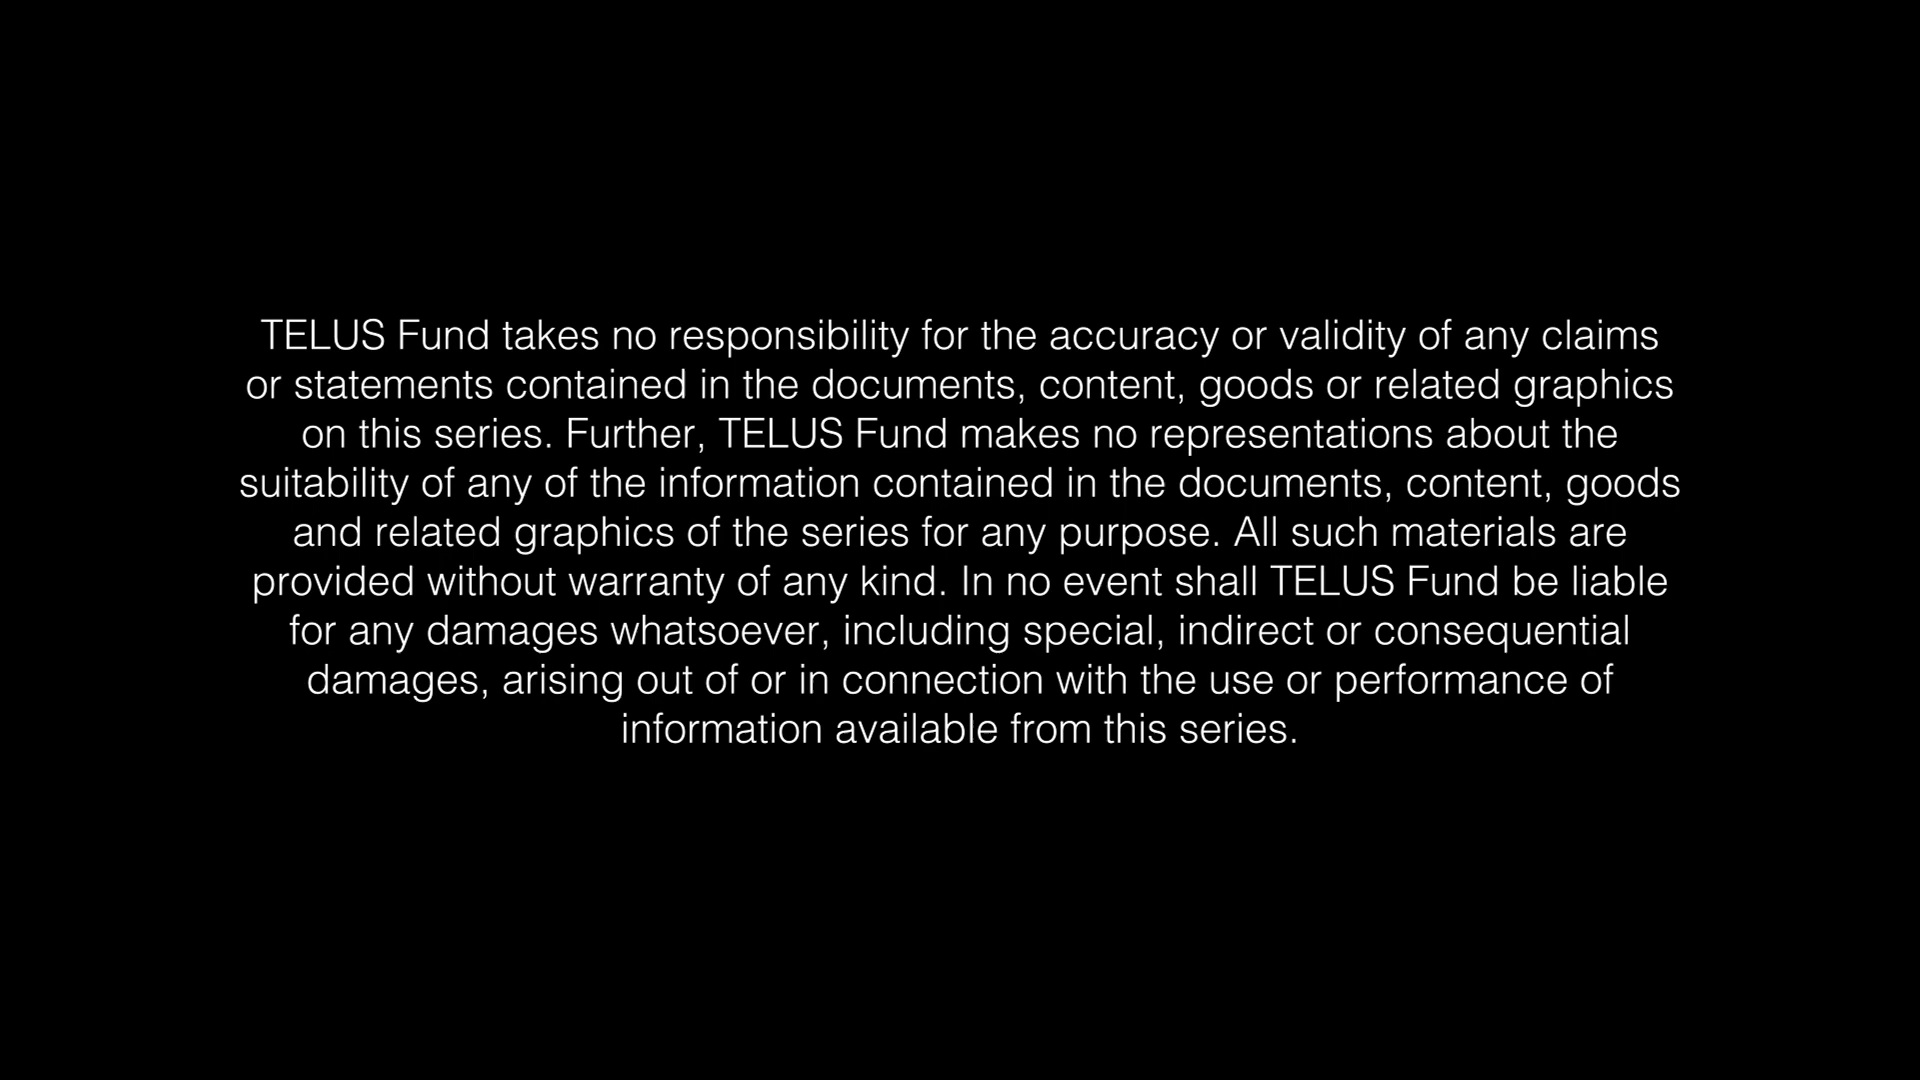 TELUS Fund takes no responsibility for the accuracy or validity of any claims
or statements contained in the documents, content, goods or related graphics
on this series. Further, TELUS Fund makes no representations about the
suitability of any of the information contained in the documents, content, goods
and related graphics of the series for any purpose. All such materials are
provided without warranty of any kind. In no event shall TELUS Fund be liable
for any damages whatsoever, including special, indirect or consequential
damages, arising out of or in connection with the use or performance of
information available from this series.